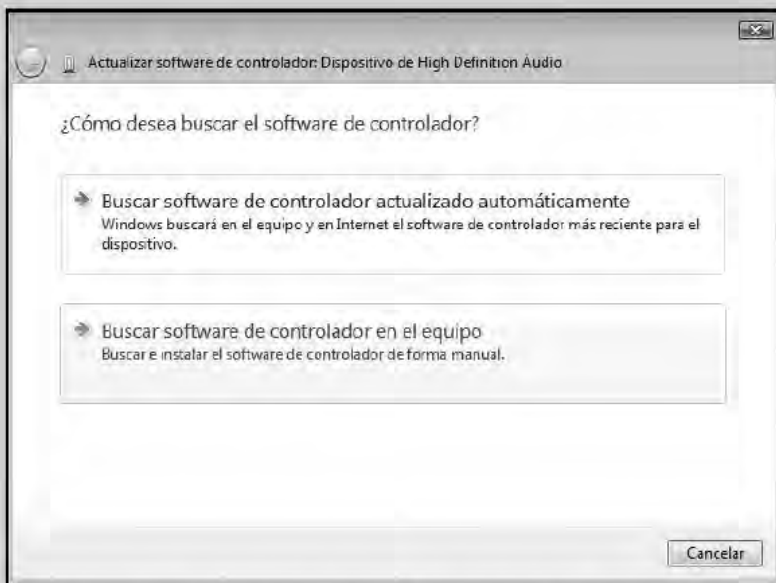 Actualizar software de controlador: Dispositivo de High Definition Audio
¿Cómo desea buscar el software de controlador?
Buscar software de controlador actualizado automáticamente
Windows buscará en el equipo y en Internet el software de controlador más reciente para el
dispositivo.
Buscar software de controlador en el equipo
Buscar e instalar el software de controlador de forma manual.
Cancelar